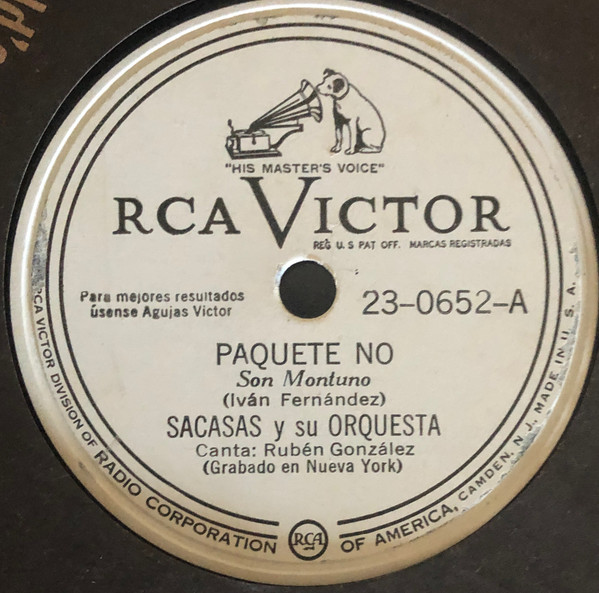 "HIS MASTER'S VOICE"
RCA VICTOR
REG U. S PAT OFF. MARCAS REGISTRADAS
Para mejores resultados
úsense Agujas Victor
23-0652-A
PAQUETE NO
Son Montuno
(Iván Fernández)
SACASAS y su ORQUESTA
Canta: Rubén González
(Grabado en Nueva York)
RCA VICTOR DIVISION OF RADIO CORPORATION OF AMERICA, CAMDEN, N. J., MADE IN U. S. A.
RCA